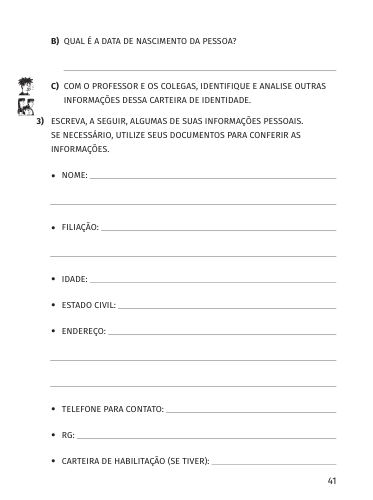 B) QUAL É A DATA DE NASCIMENTO DA PESSOA?
C) COM O PROFESSOR E OS COLEGAS, IDENTIFIQUE E ANALISE OUTRAS
INFORMAÇÕES DESSA CARTEIRA DE IDENTIDADE.
3) ESCREVA, A SEGUIR, ALGUMAS DE SUAS INFORMAÇÕES PESSOAIS.
SE NECESSÁRIO, UTILIZE SEUS DOCUMENTOS PARA CONFERIR AS
INFORMAÇÕES.
• NOME:
• FILIAÇÃO:
• IDADE:
• ESTADO CIVIL:
• ENDEREÇO:
• TELEFONE PARA CONTATO:
• RG:
• CARTEIRA DE HABILITAÇÃO (SE TIVER):
41